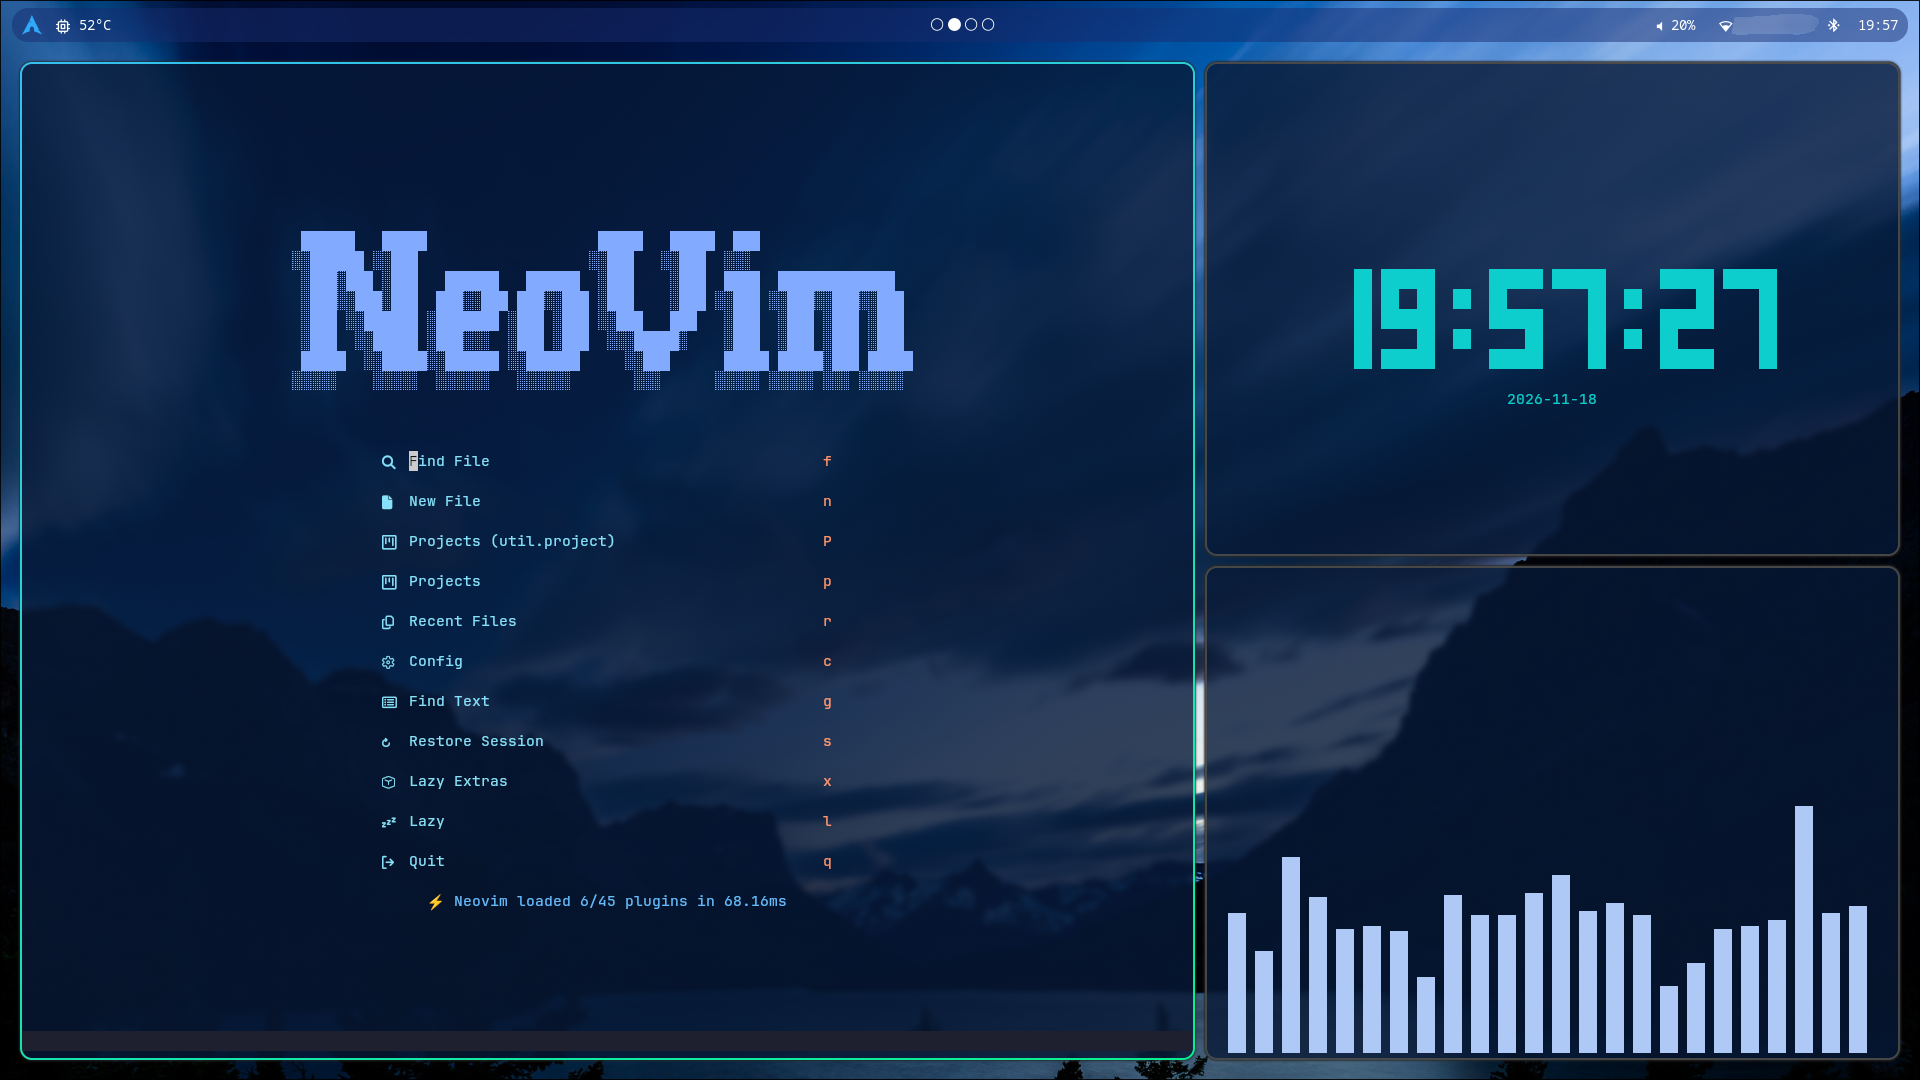 52°C
20%
19:57
NeoVim
Find File f
New File n
Projects (util.project) P
Projects p
Recent Files r
Config c
Find Text g
Restore Session s
Lazy Extras x
Lazy l
Quit q
⚡ Neovim loaded 6/45 plugins in 68.16ms
19:57:27
2026-11-18